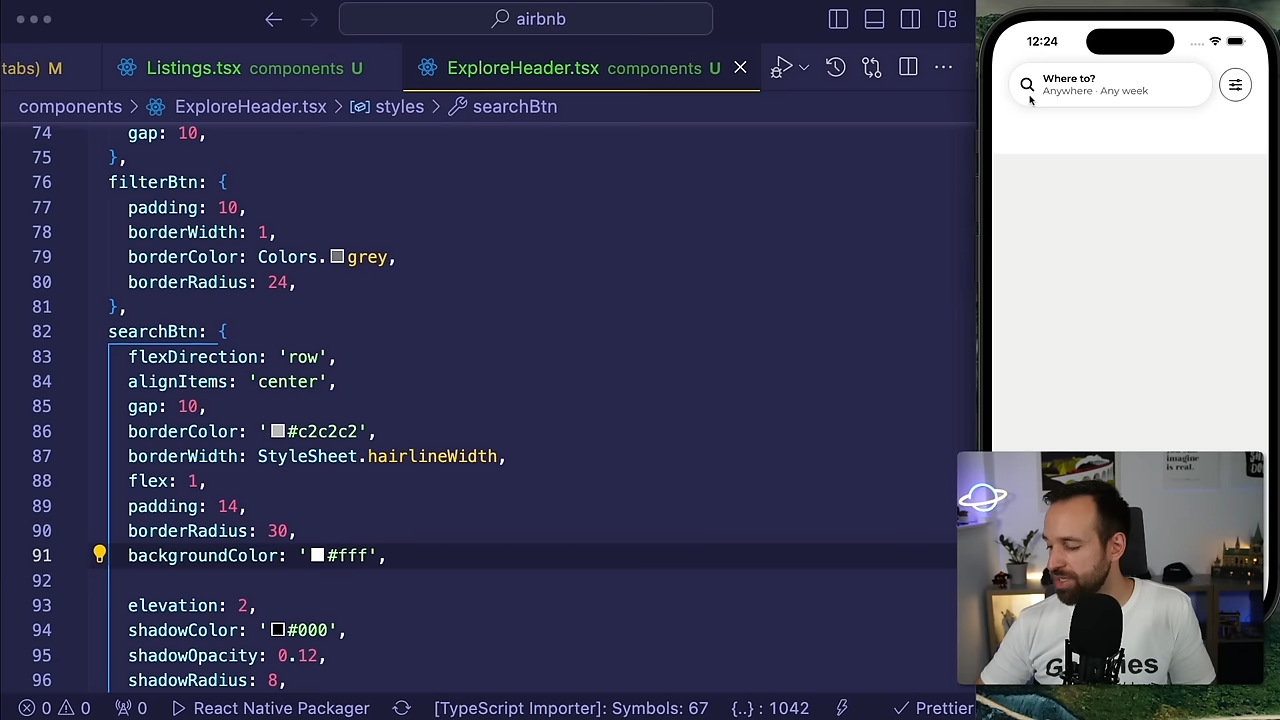 airbnb
tabs) M
Listings.tsx components U
ExploreHeader.tsx components U
components > ExploreHeader.tsx > styles > searchBtn
74 gap: 10,
75 },
76 filterBtn: {
77 padding: 10,
78 borderWidth: 1,
79 borderColor: Colors.grey,
80 borderRadius: 24,
81 },
82 searchBtn: {
83 flexDirection: 'row',
84 alignItems: 'center',
85 gap: 10,
86 borderColor: '#c2c2c2',
87 borderWidth: StyleSheet.hairlineWidth,
88 flex: 1,
89 padding: 14,
90 borderRadius: 30,
91 backgroundColor: '#fff',
92
93 elevation: 2,
94 shadowColor: '#000',
95 shadowOpacity: 0.12,
96 shadowRadius: 8,
0 0 0 React Native Packager [TypeScript Importer]: Symbols: 67 {..} : 1042 Prettier
12:24
Where to?
Anywhere · Any week
imagine
is real.